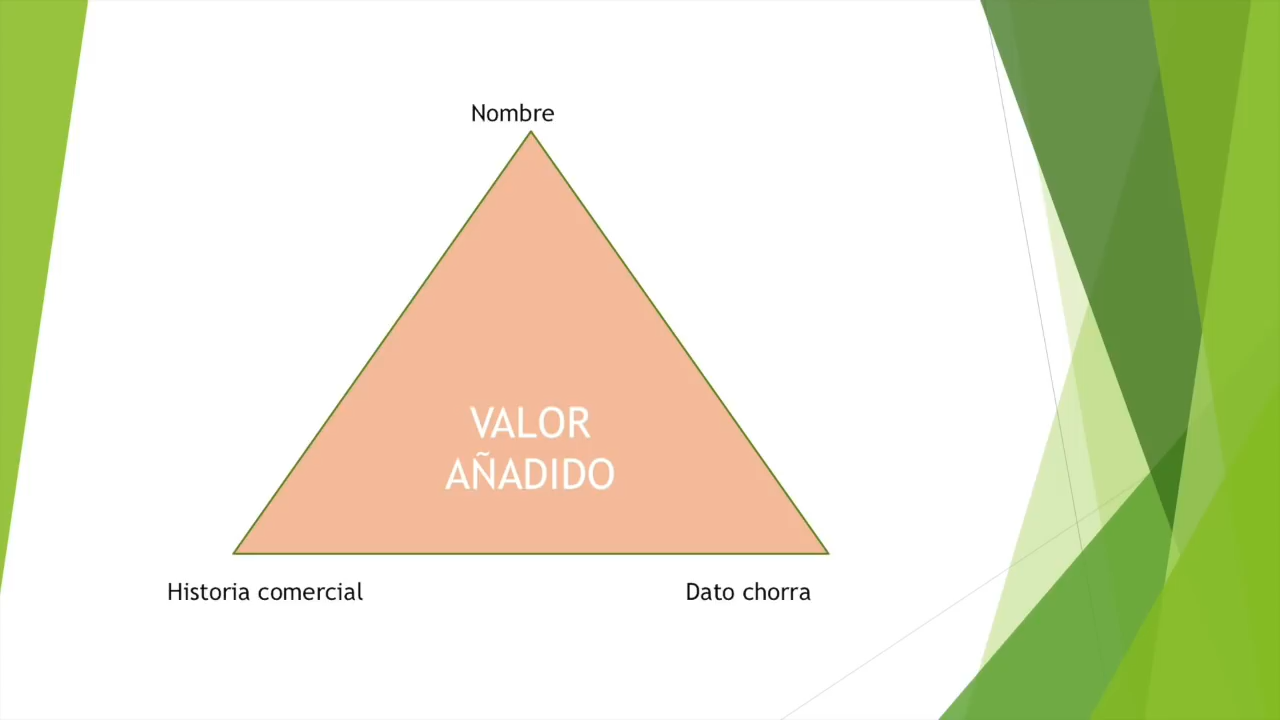 Nombre
VALOR
AÑADIDO
Historia comercial
Dato chorra